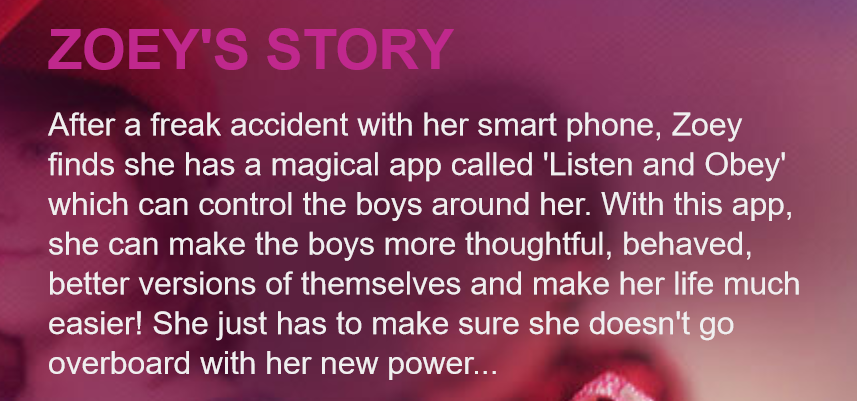 ZOEY'S STORY
After a freak accident with her smart phone, Zoey
finds she has a magical app called 'Listen and Obey'
which can control the boys around her. With this app,
she can make the boys more thoughtful, behaved,
better versions of themselves and make her life much
easier! She just has to make sure she doesn't go
overboard with her new power...